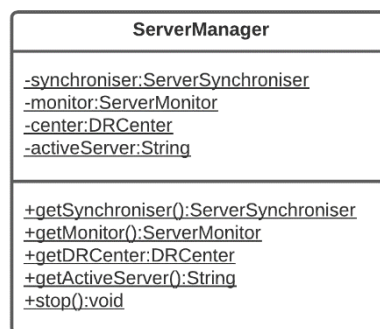 ServerManager
-synchroniser:ServerSynchroniser
-monitor:ServerMonitor
-center:DRCenter
-activeServer:String
+getSynchroniser():ServerSynchroniser
+getMonitor():ServerMonitor
+getDRCenter:DRCenter
+getActiveServer():String
+stop():void